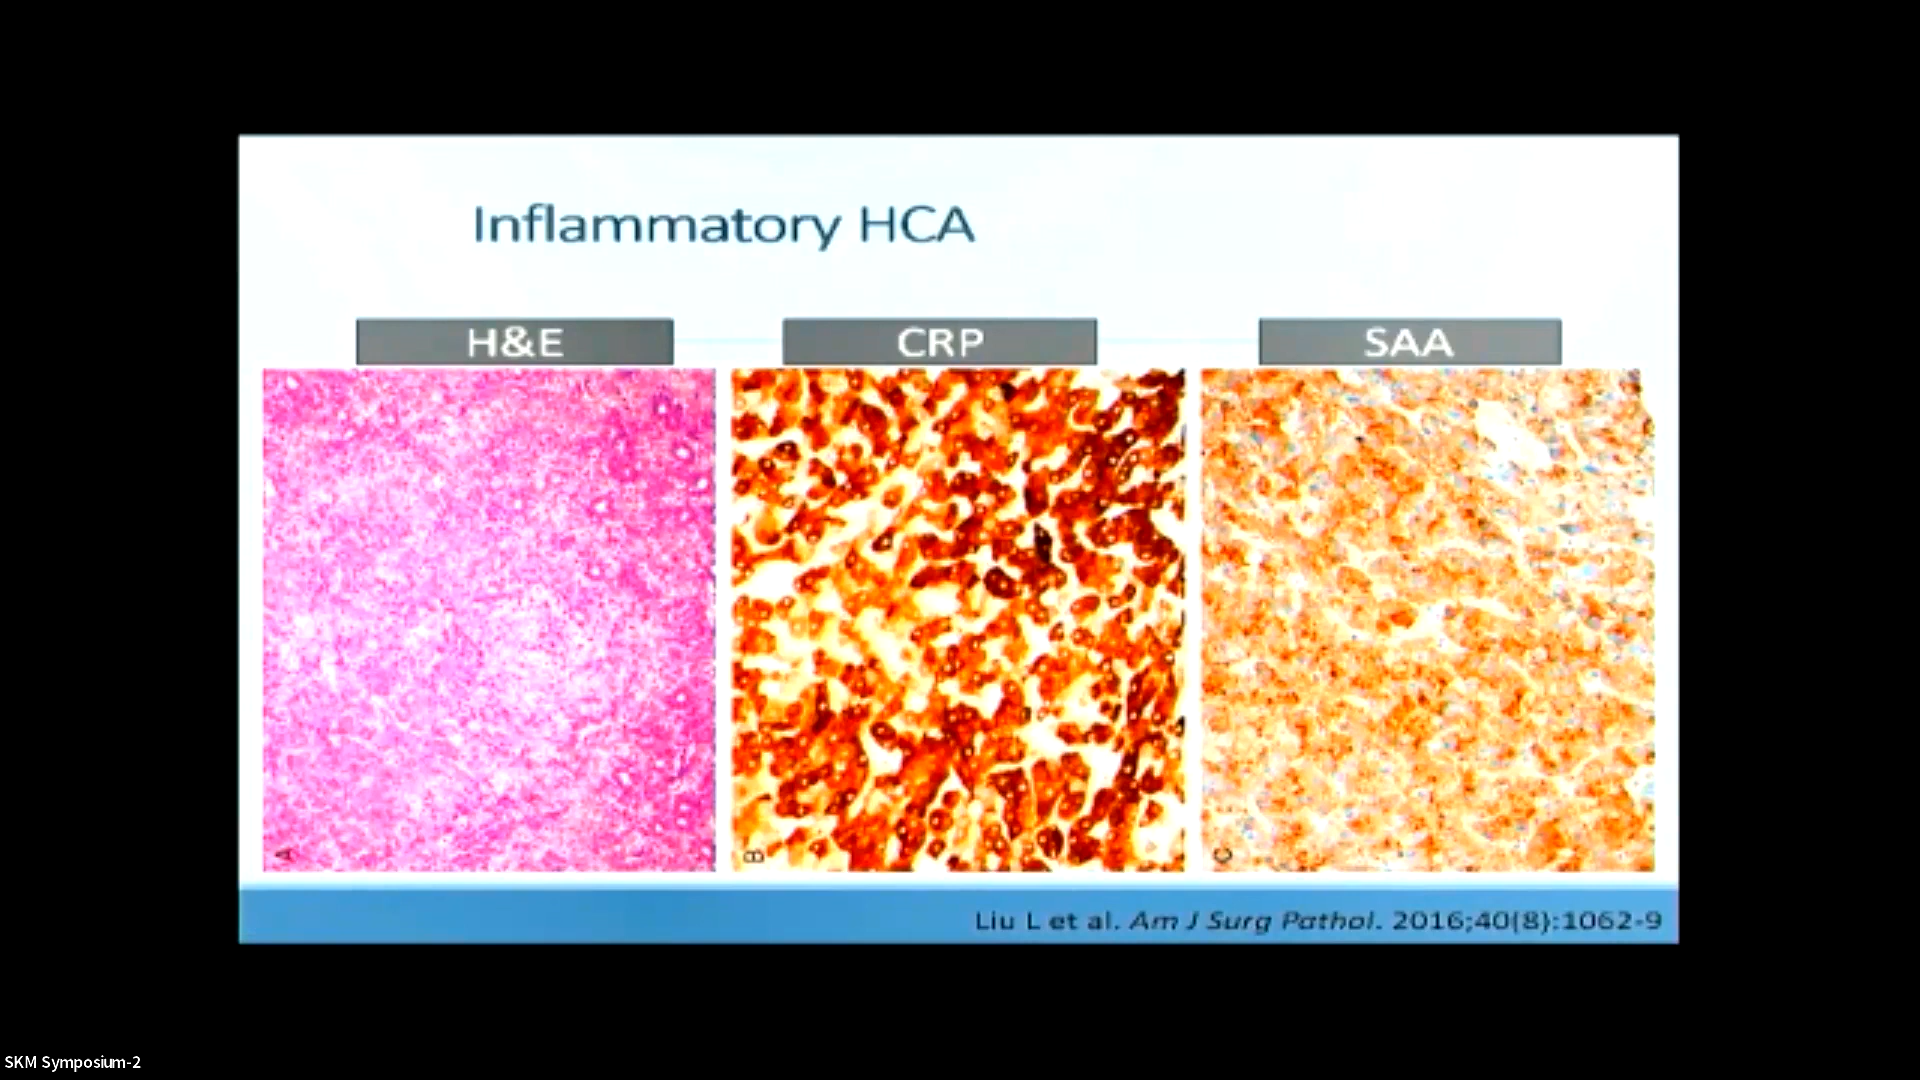 Inflammatory HCA
H&E
CRP
SAA
A
B
C
Liu L et al. Am J Surg Pathol. 2016;40(8):1062-9
SKM Symposium-2